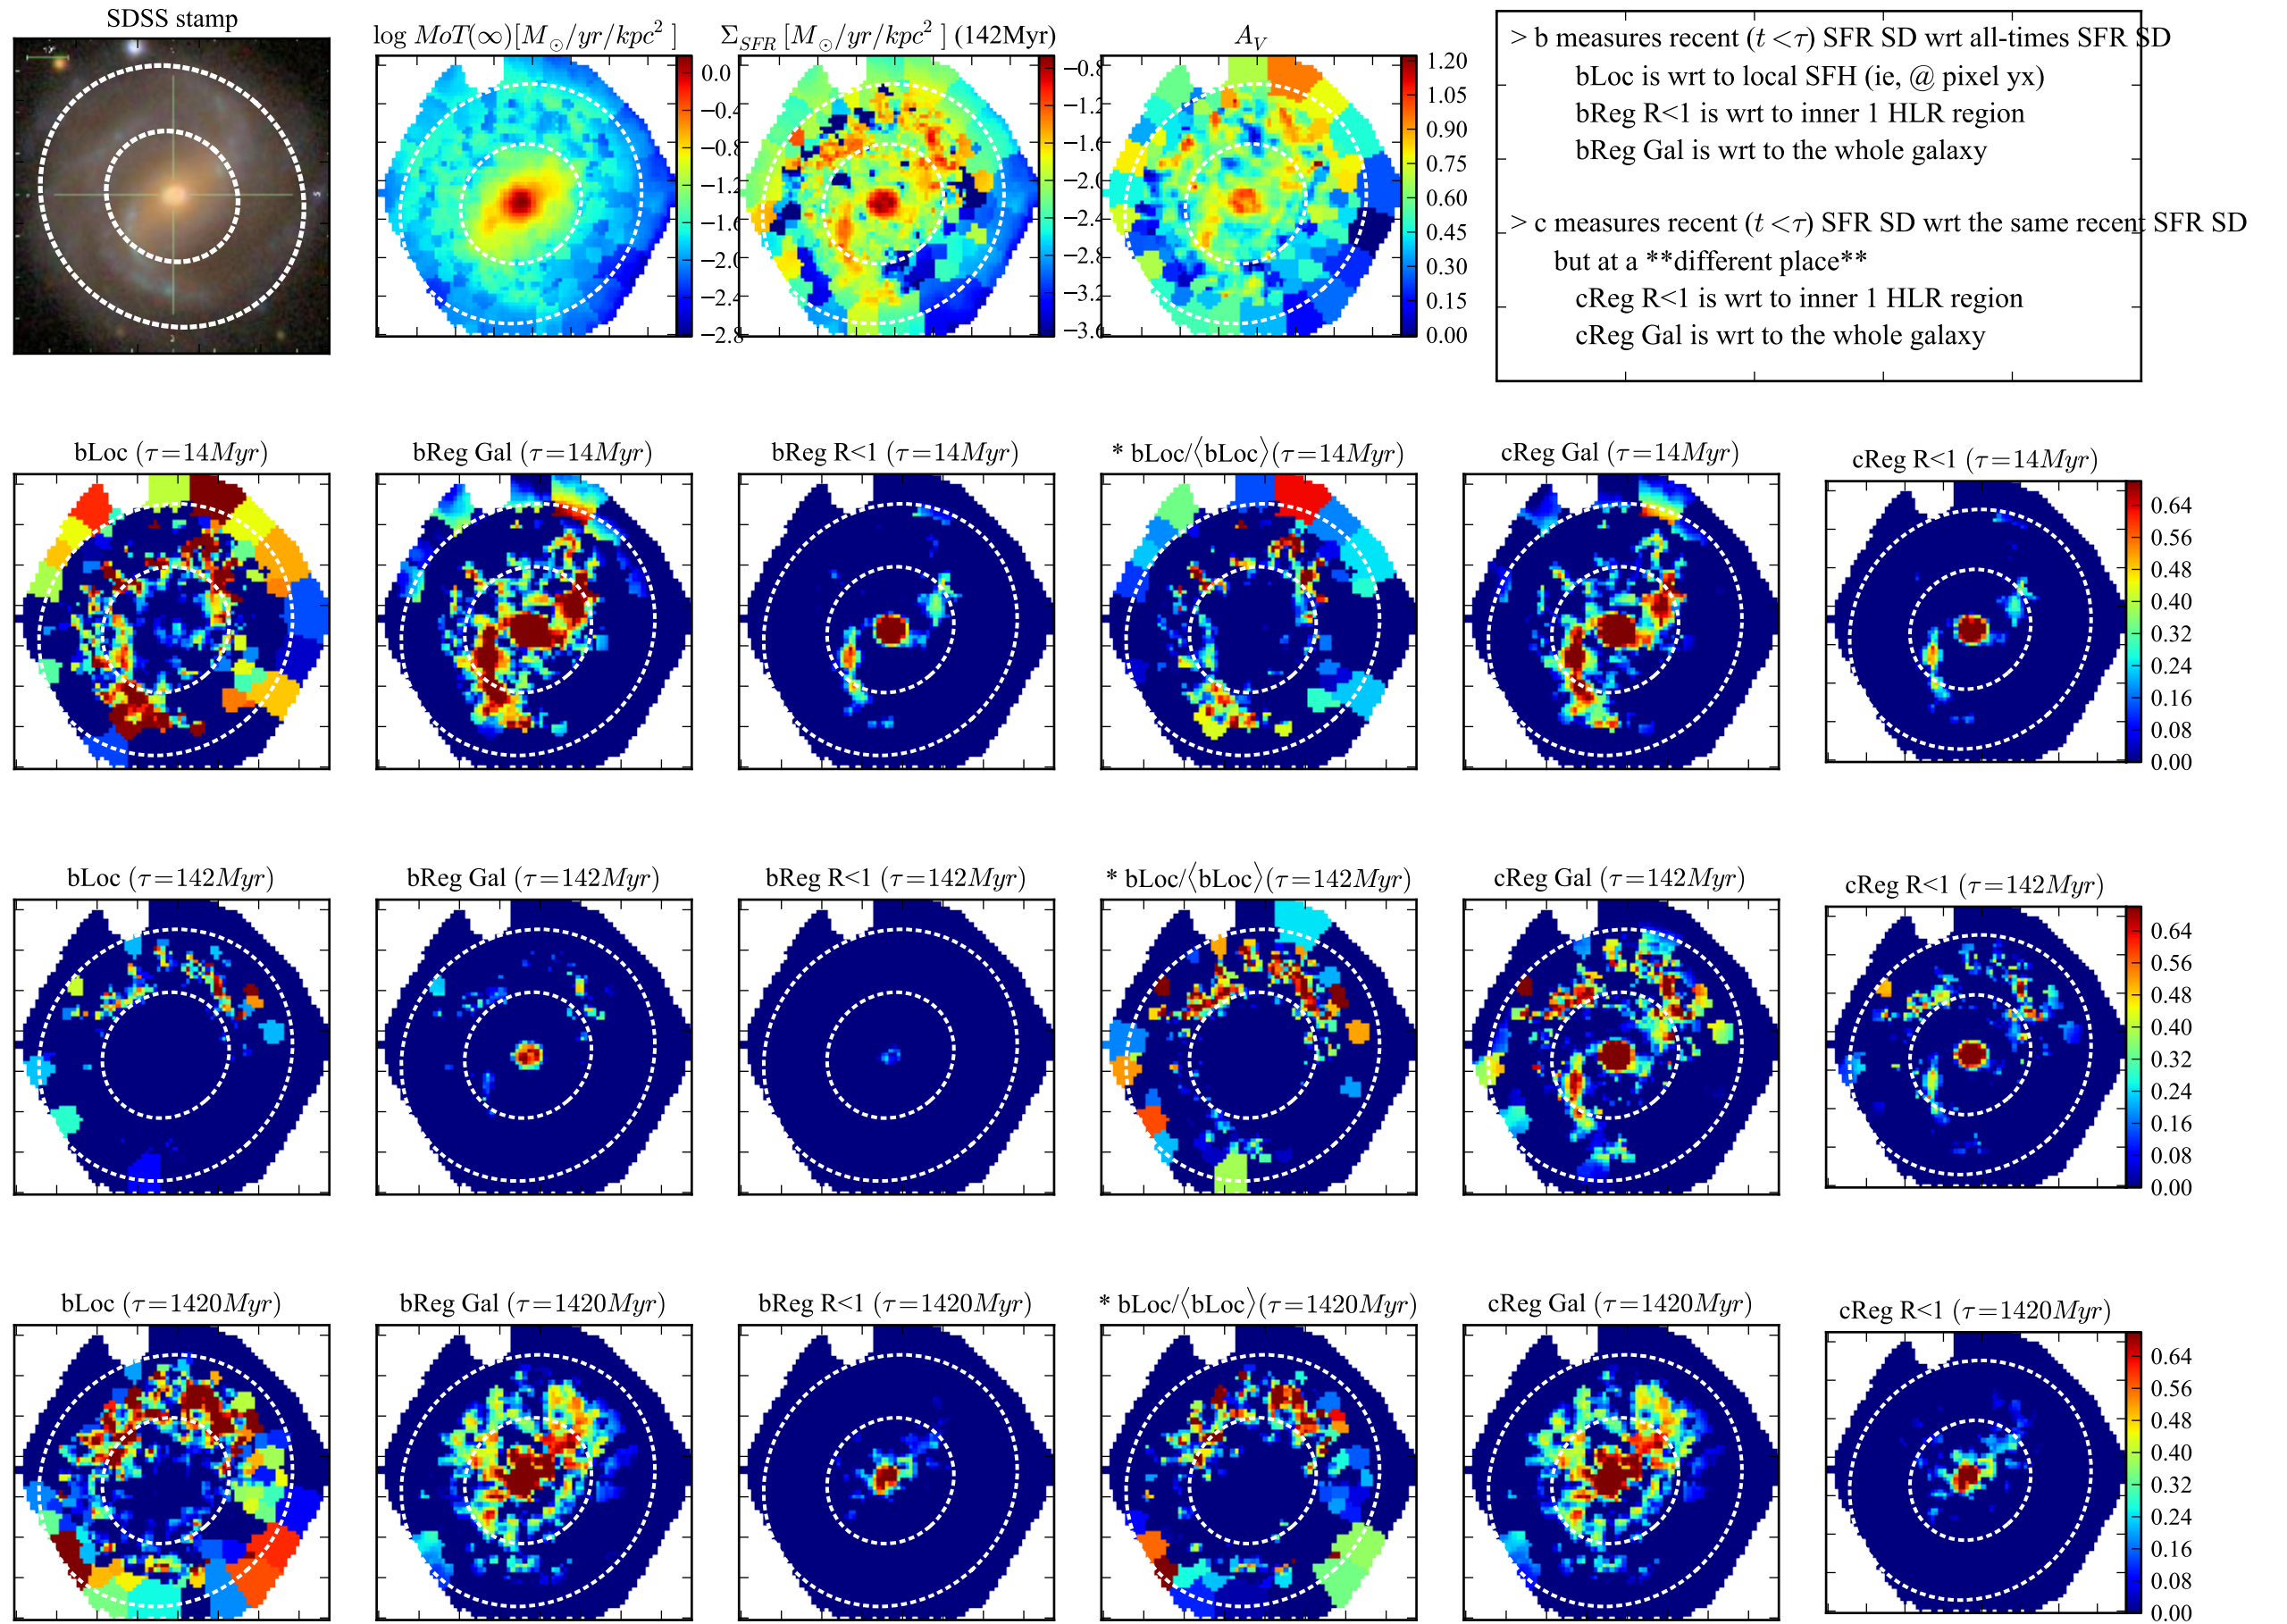 SDSS stamp
log MoT(∞)[M⊙/yr/kpc² ]
Σ_SFR [M⊙/yr/kpc² ] (142Myr)
A_V
0.0
−0.4
−0.8
−1.2
−1.6
−2.0
−2.4
−2.8
−0.8
−1.2
−1.6
−2.0
−2.4
−2.8
−3.2
−3.6
1.20
1.05
0.90
0.75
0.60
0.45
0.30
0.15
0.00
> b measures recent (t <τ) SFR SD wrt all-times SFR SD
bLoc is wrt to local SFH (ie, @ pixel yx)
bReg R<1 is wrt to inner 1 HLR region
bReg Gal is wrt to the whole galaxy
> c measures recent (t <τ) SFR SD wrt the same recent SFR SD
but at a **different place**
cReg R<1 is wrt to inner 1 HLR region
cReg Gal is wrt to the whole galaxy
bLoc (τ=14Myr)
bReg Gal (τ=14Myr)
bReg R<1 (τ=14Myr)
* bLoc/⟨bLoc⟩(τ=14Myr)
cReg Gal (τ=14Myr)
cReg R<1 (τ=14Myr)
0.64
0.56
0.48
0.40
0.32
0.24
0.16
0.08
0.00
bLoc (τ=142Myr)
bReg Gal (τ=142Myr)
bReg R<1 (τ=142Myr)
* bLoc/⟨bLoc⟩(τ=142Myr)
cReg Gal (τ=142Myr)
cReg R<1 (τ=142Myr)
0.64
0.56
0.48
0.40
0.32
0.24
0.16
0.08
0.00
bLoc (τ=1420Myr)
bReg Gal (τ=1420Myr)
bReg R<1 (τ=1420Myr)
* bLoc/⟨bLoc⟩(τ=1420Myr)
cReg Gal (τ=1420Myr)
cReg R<1 (τ=1420Myr)
0.64
0.56
0.48
0.40
0.32
0.24
0.16
0.08
0.00